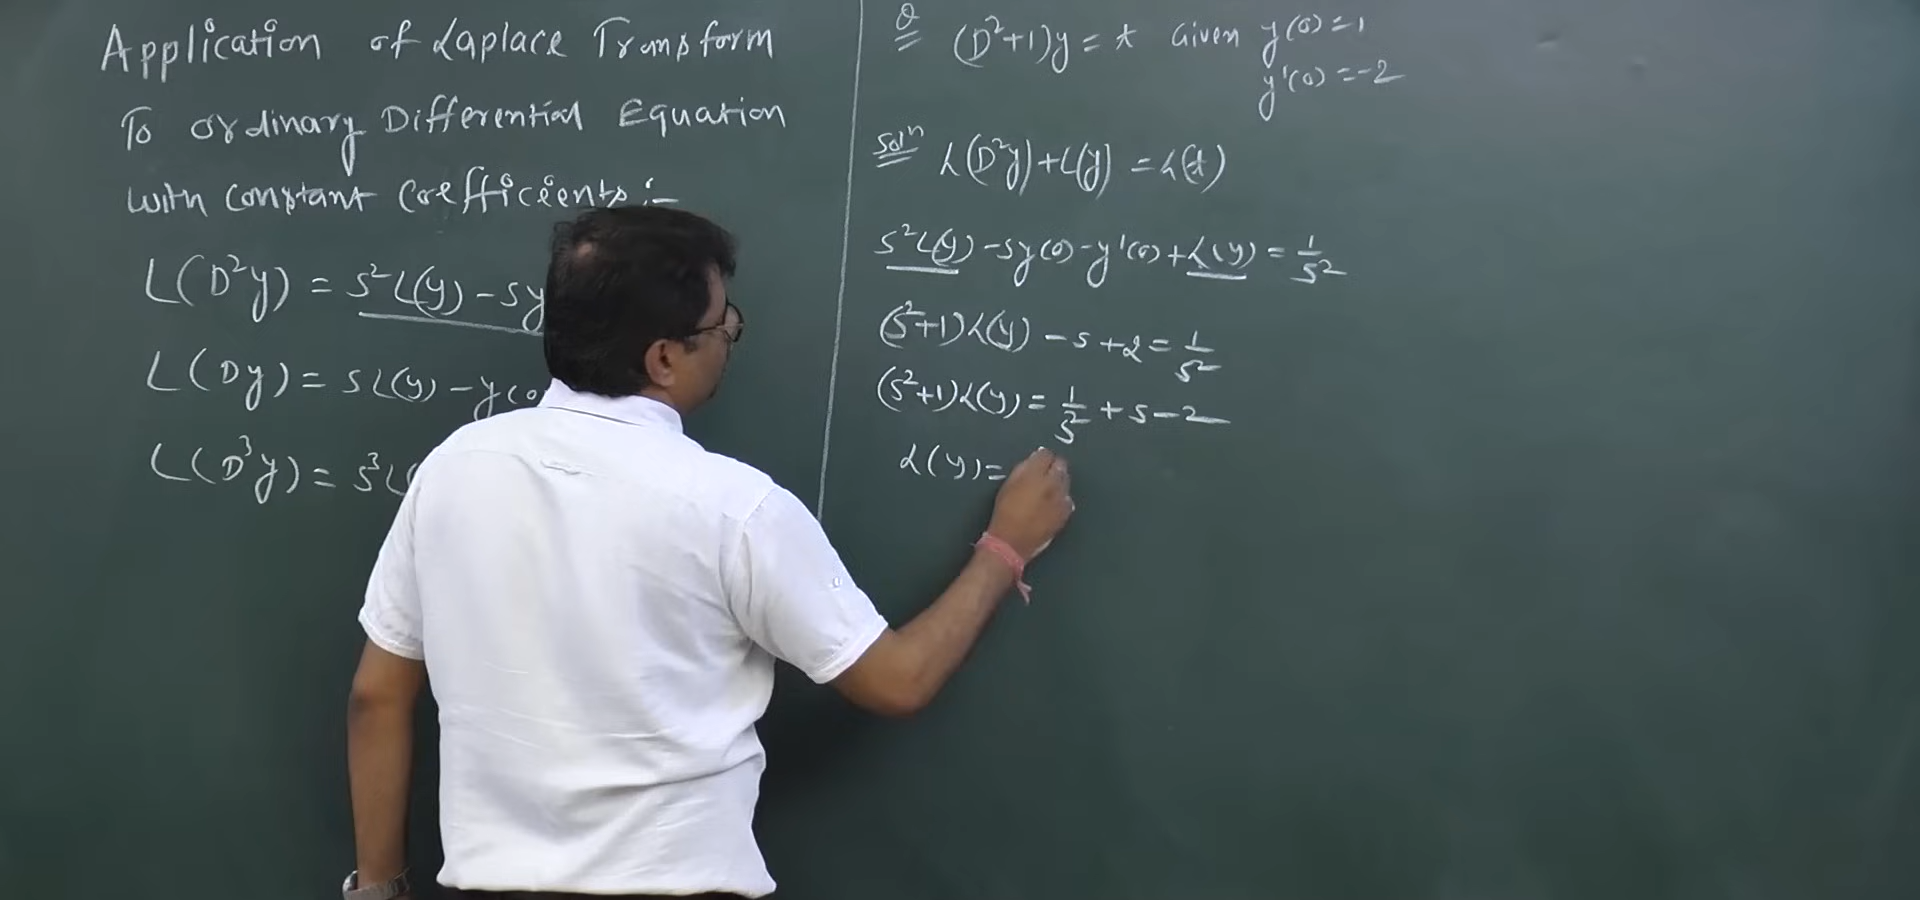 Application of Laplace Transform
To Ordinary Differential Equation
with Constant Coefficients :-
L(D²y) = s²L(y) - sy
L(Dy) = sL(y) - y(0
L(D³y) = s³L(
Q (D²+1)y = t Given y(0)=1
y'(0) =-2
Solⁿ L(D²y)+L(y) = L(t)
s²L(y) -sy(0) -y'(0) +L(y) = 1/s²
(s²+1)L(y) -s +2 = 1/s²
(s²+1)L(y) = 1/s² + s - 2
L(y) =